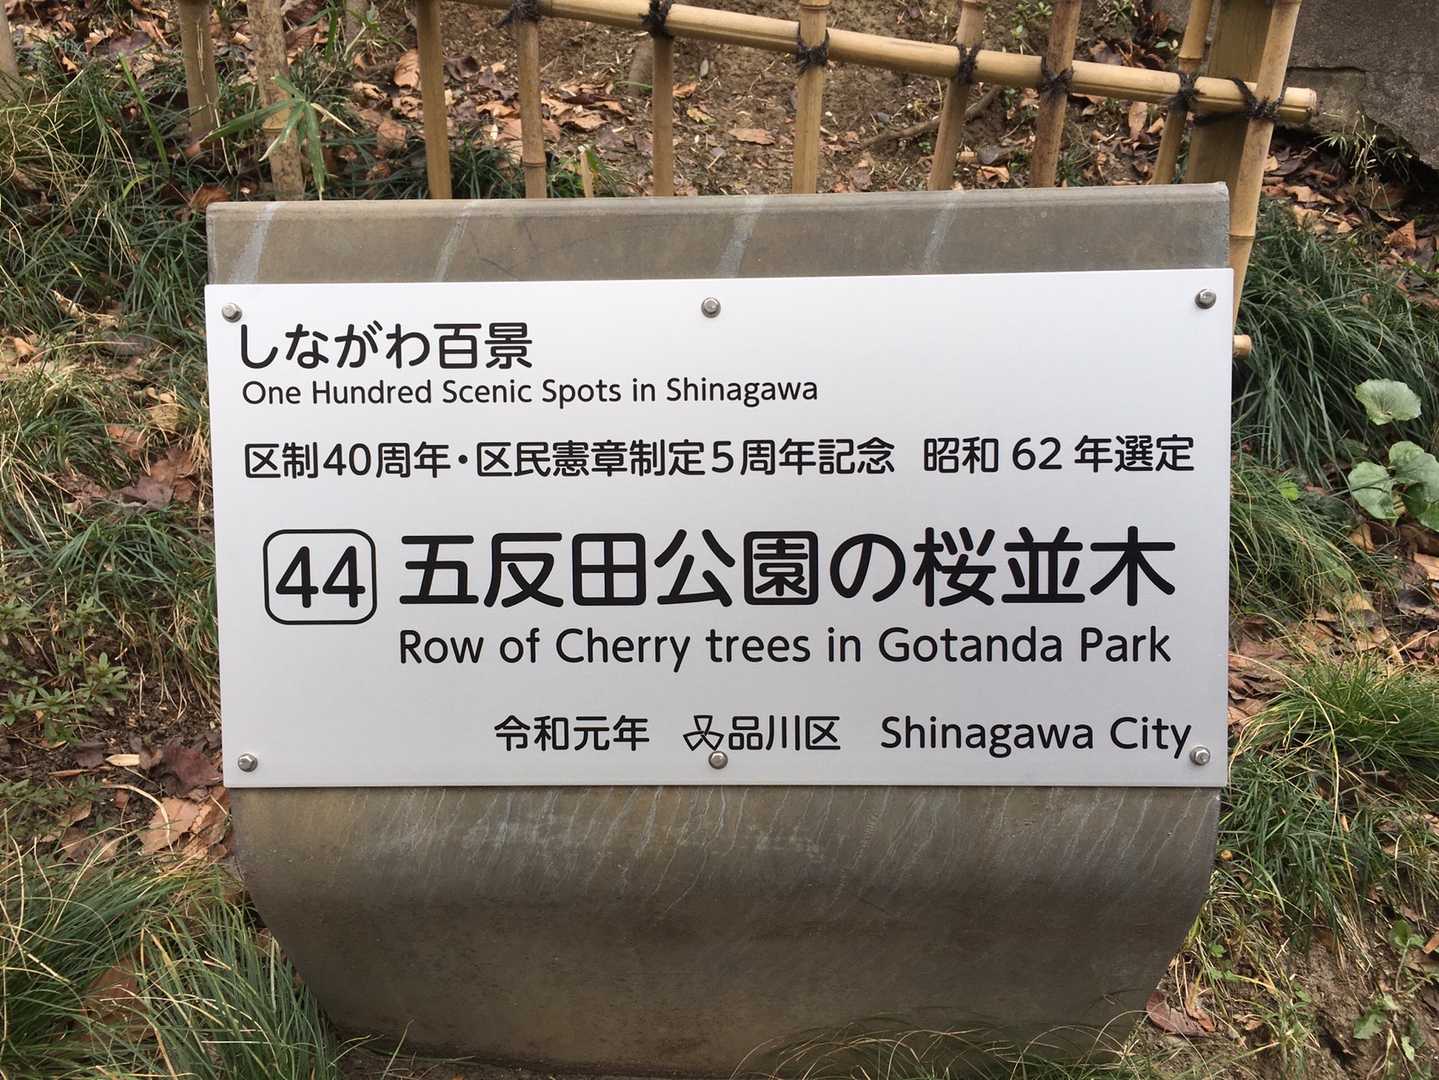 しながわ百景
One Hundred Scenic Spots in Shinagawa
区制40周年・区民憲章制定5周年記念 昭和62年選定
44 五反田公園の桜並木
Row of Cherry trees in Gotanda Park
令和元年 品川区 Shinagawa City